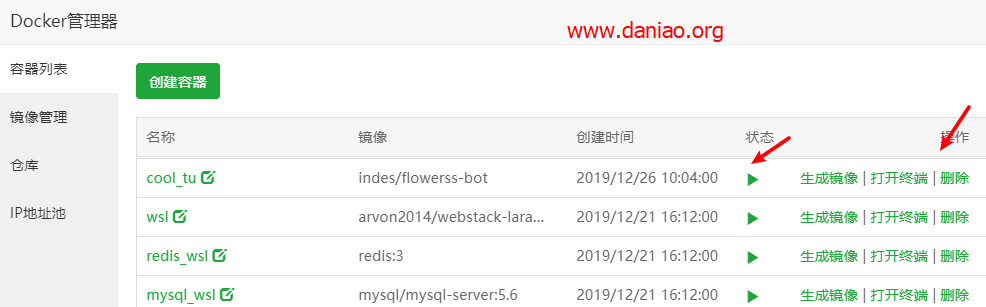 Docker管理器
www.daniao.org
容器列表
镜像管理
仓库
IP地址池
创建容器
名称 镜像 创建时间 状态 操作
cool_tu indes/flowerss-bot 2019/12/26 10:04:00 生成镜像 | 打开终端 | 删除
wsl arvon2014/webstack-lara... 2019/12/21 16:12:00 生成镜像 | 打开终端 | 删除
redis_wsl redis:3 2019/12/21 16:12:00 生成镜像 | 打开终端 | 删除
mysql_wsl mysql/mysql-server:5.6 2019/12/21 16:12:00 生成镜像 | 打开终端 | 删除